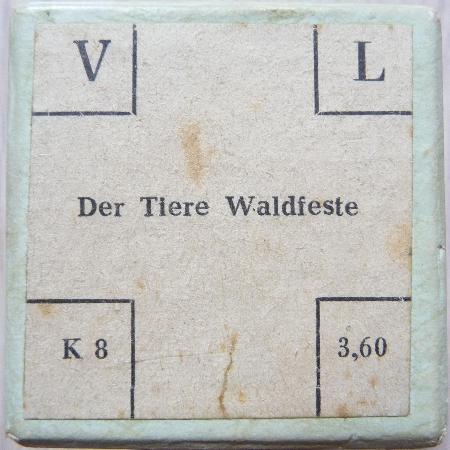 V L
Der Tiere Waldfeste
K 8 3,60